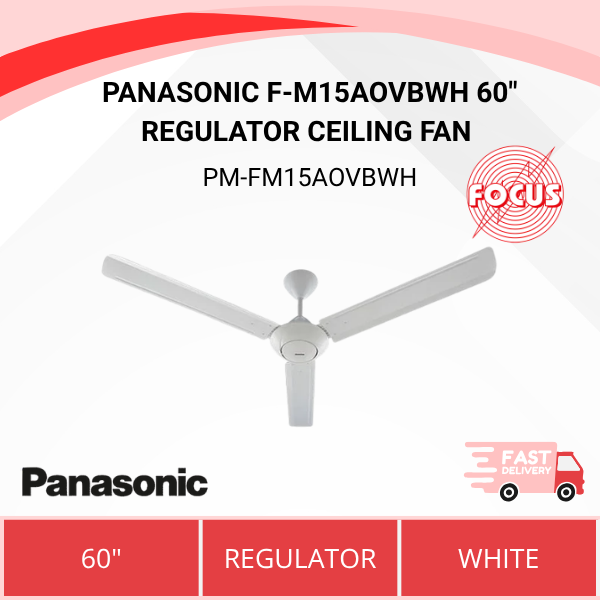 PANASONIC F-M15AOVBWH 60"
REGULATOR CEILING FAN
PM-FM15AOVBWH
FOCUS
FAST
DELIVERY
Panasonic
60"
REGULATOR
WHITE